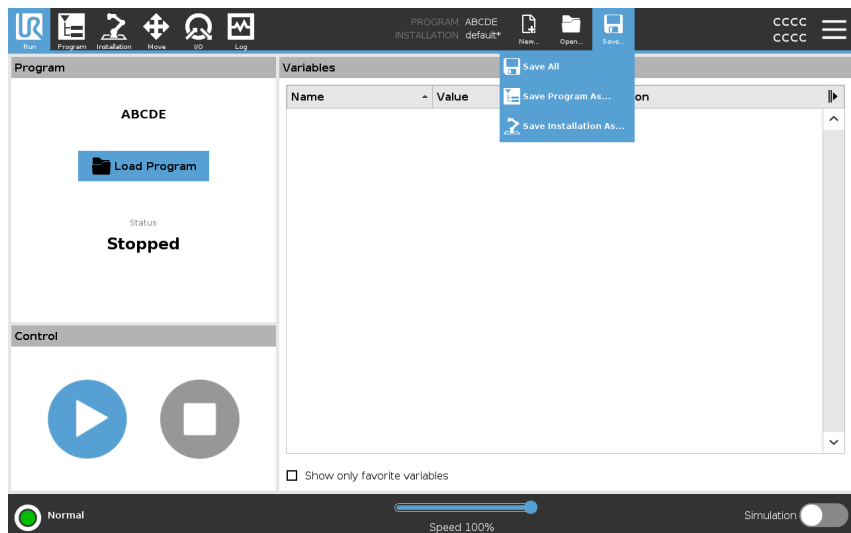 UR
Run
Program
Installation
Move
I/O
Log
PROGRAM ABCDE
INSTALLATION default*
New...
Open...
Save...
CCCC
CCCC
Program
Variables
Save All
Save Program As...
Save Installation As...
Name
Value
on
ABCDE
Load Program
Status
Stopped
Control
Show only favorite variables
Normal
Speed 100%
Simulation